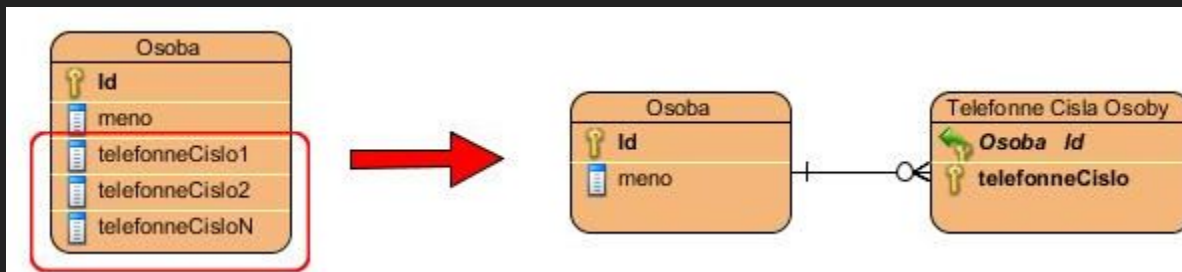 Osoba
Id
meno
telefonneCislo1
telefonneCislo2
telefonneCisloN
Osoba
Id
meno
Telefonne Cisla Osoby
Osoba Id
telefonneCislo